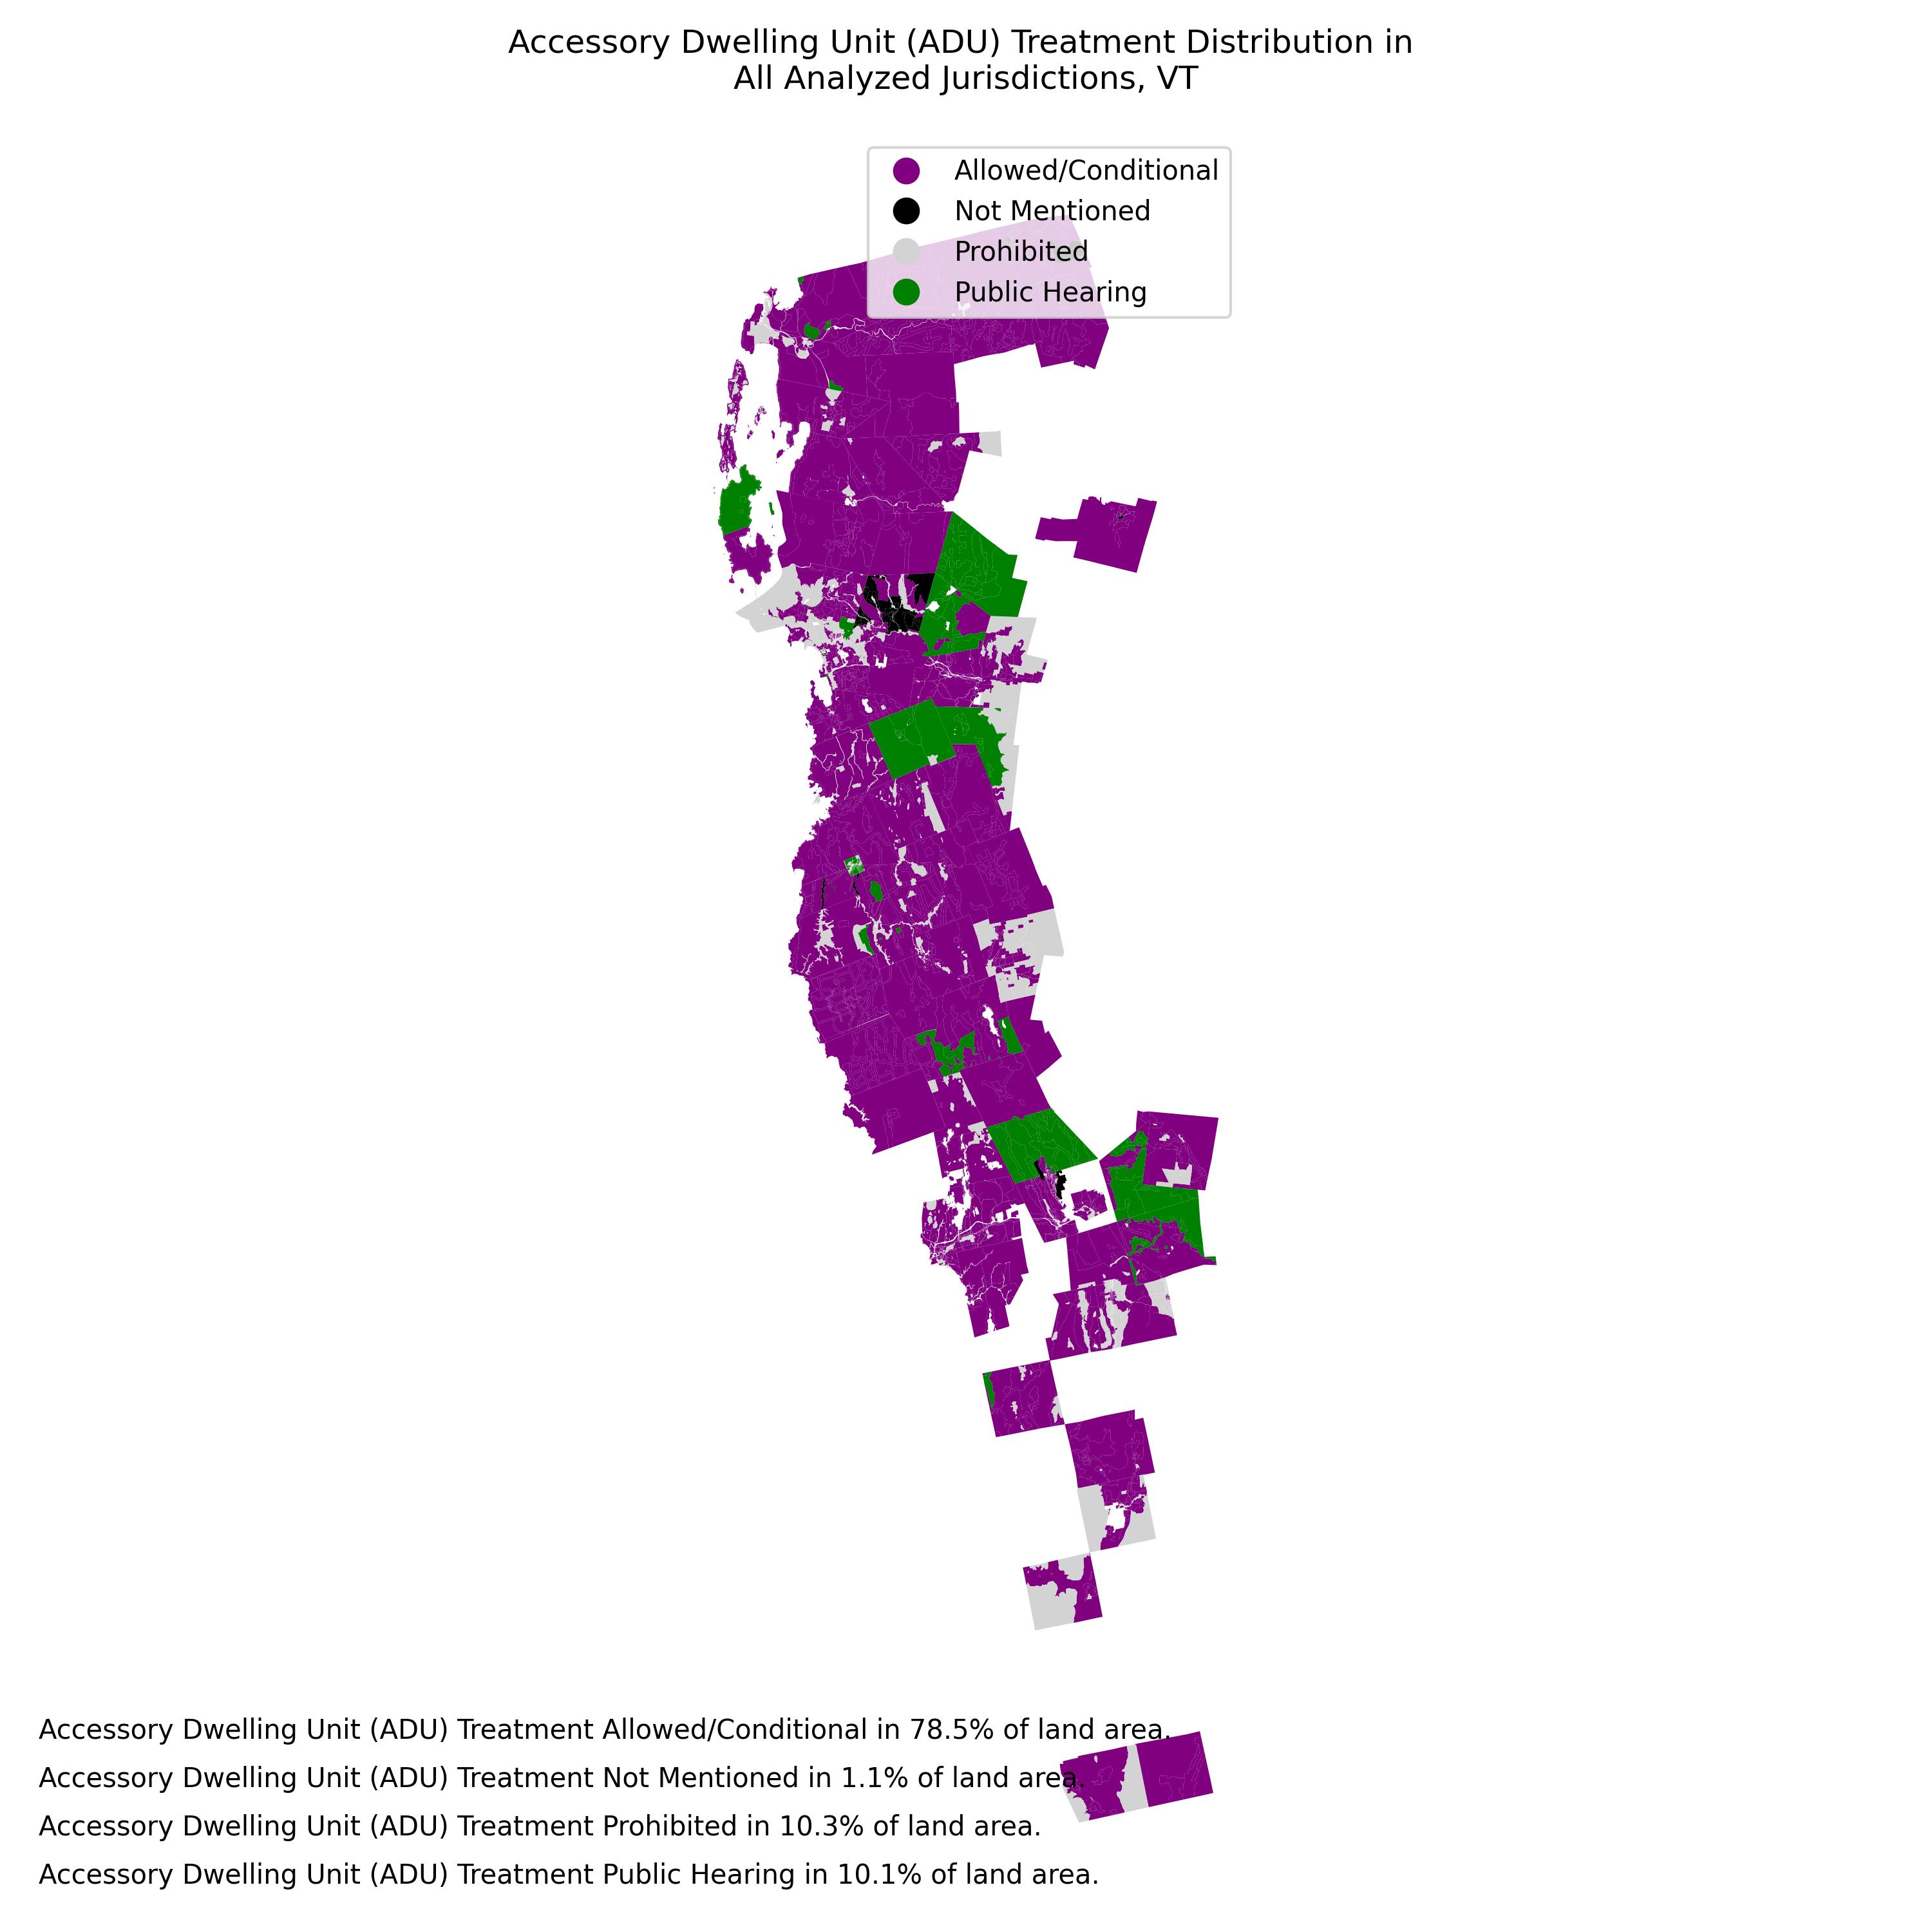 Accessory Dwelling Unit (ADU) Treatment Distribution in
All Analyzed Jurisdictions, VT
Allowed/Conditional
Not Mentioned
Prohibited
Public Hearing
Accessory Dwelling Unit (ADU) Treatment Allowed/Conditional in 78.5% of land area.
Accessory Dwelling Unit (ADU) Treatment Not Mentioned in 1.1% of land area.
Accessory Dwelling Unit (ADU) Treatment Prohibited in 10.3% of land area.
Accessory Dwelling Unit (ADU) Treatment Public Hearing in 10.1% of land area.